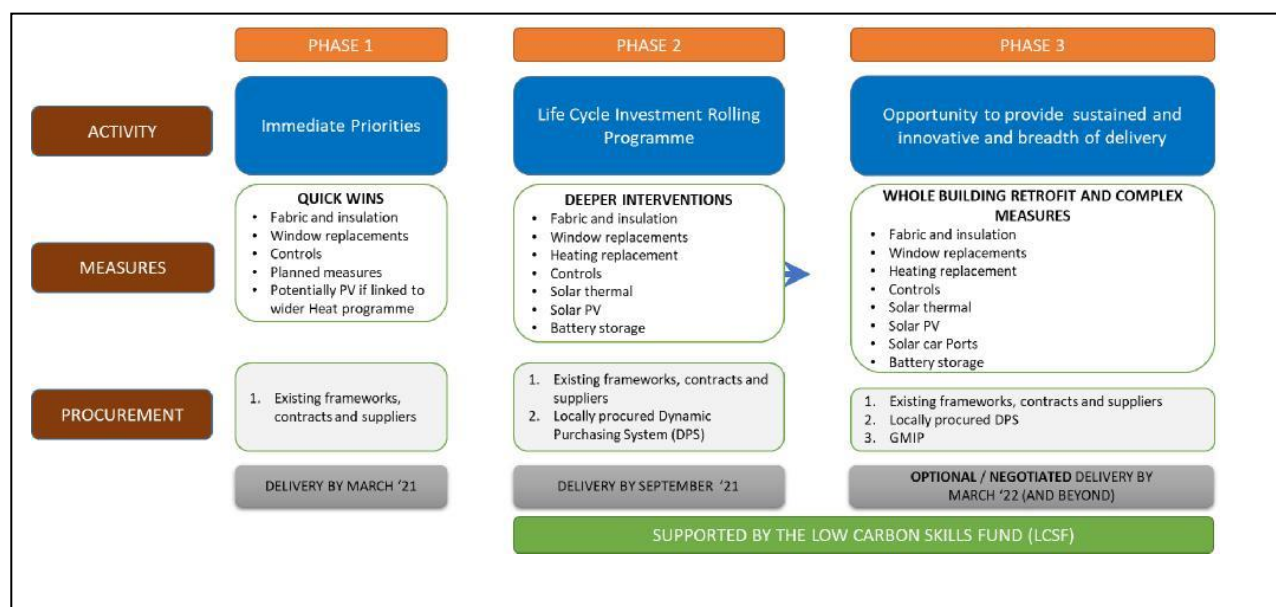 PHASE 1
PHASE 2
PHASE 3
ACTIVITY
Immediate Priorities
Life Cycle Investment Rolling
Programme
Opportunity to provide sustained and
innovative and breadth of delivery
MEASURES
QUICK WINS
• Fabric and insulation
• Window replacements
• Controls
• Planned measures
• Potentially PV if linked to
wider Heat programme
DEEPER INTERVENTIONS
• Fabric and insulation
• Window replacements
• Heating replacement
• Controls
• Solar thermal
• Solar PV
• Battery storage
WHOLE BUILDING RETROFIT AND COMPLEX
MEASURES
• Fabric and insulation
• Window replacements
• Heating replacement
• Controls
• Solar thermal
• Solar PV
• Solar car Ports
• Battery storage
PROCUREMENT
1. Existing frameworks,
contracts and suppliers
1. Existing frameworks, contracts and
suppliers
2. Locally procured Dynamic
Purchasing System (DPS)
1. Existing frameworks, contracts and suppliers
2. Locally procured DPS
3. GMIP
DELIVERY BY MARCH ‘21
DELIVERY BY SEPTEMBER ‘21
OPTIONAL / NEGOTIATED DELIVERY BY
MARCH ‘22 (AND BEYOND)
SUPPORTED BY THE LOW CARBON SKILLS FUND (LCSF)